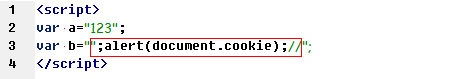 1 <script>
2 var a="123";
3 var b="";alert(document.cookie);//";
4 </script>